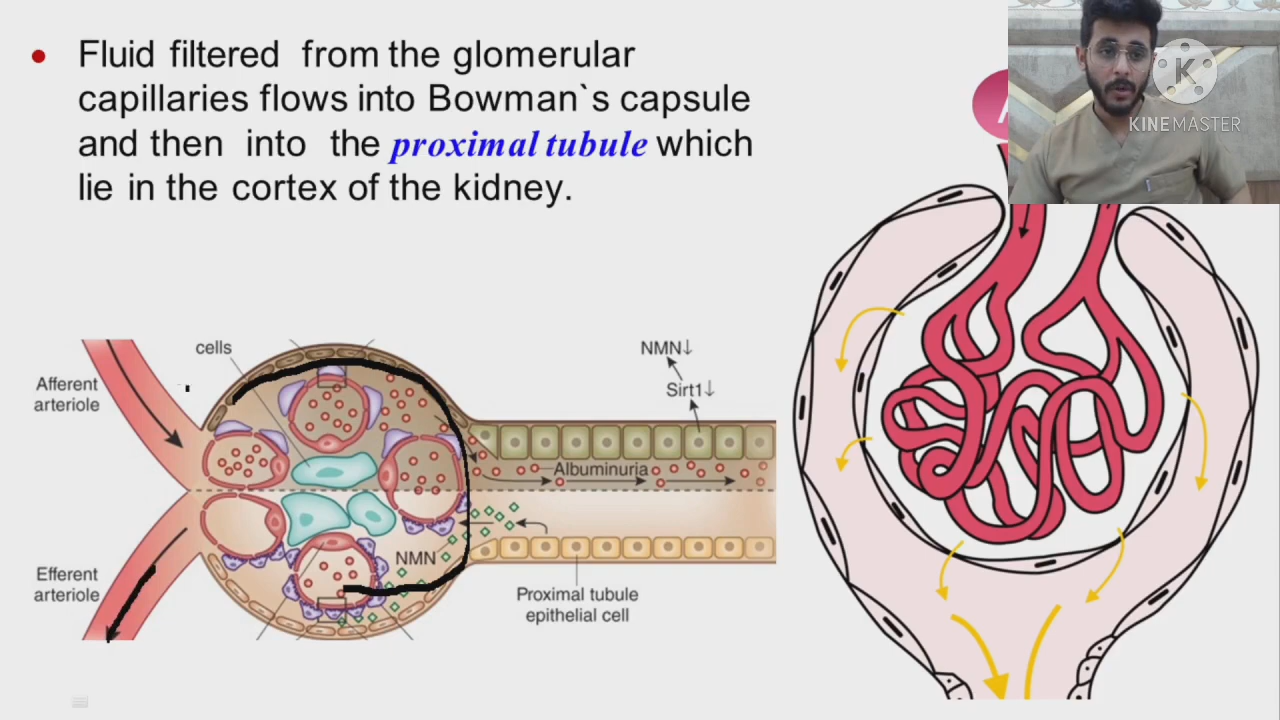 • Fluid filtered from the glomerular
capillaries flows into Bowman`s capsule
and then into the proximal tubule which
lie in the cortex of the kidney.
K
KINEMASTER
cells
Afferent
arteriole
NMN↓
Sirt1↓
Albuminuria
NMN
Efferent
arteriole
Proximal tubule
epithelial cell